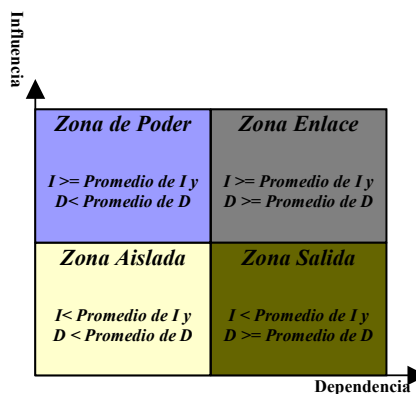 Influencia
Zona de Poder
I >= Promedio de I y
D< Promedio de D
Zona Enlace
I >= Promedio de I y
D >= Promedio de D
Zona Aislada
I< Promedio de I y
D < Promedio de D
Zona Salida
I < Promedio de I y
D >= Promedio de D
Dependencia